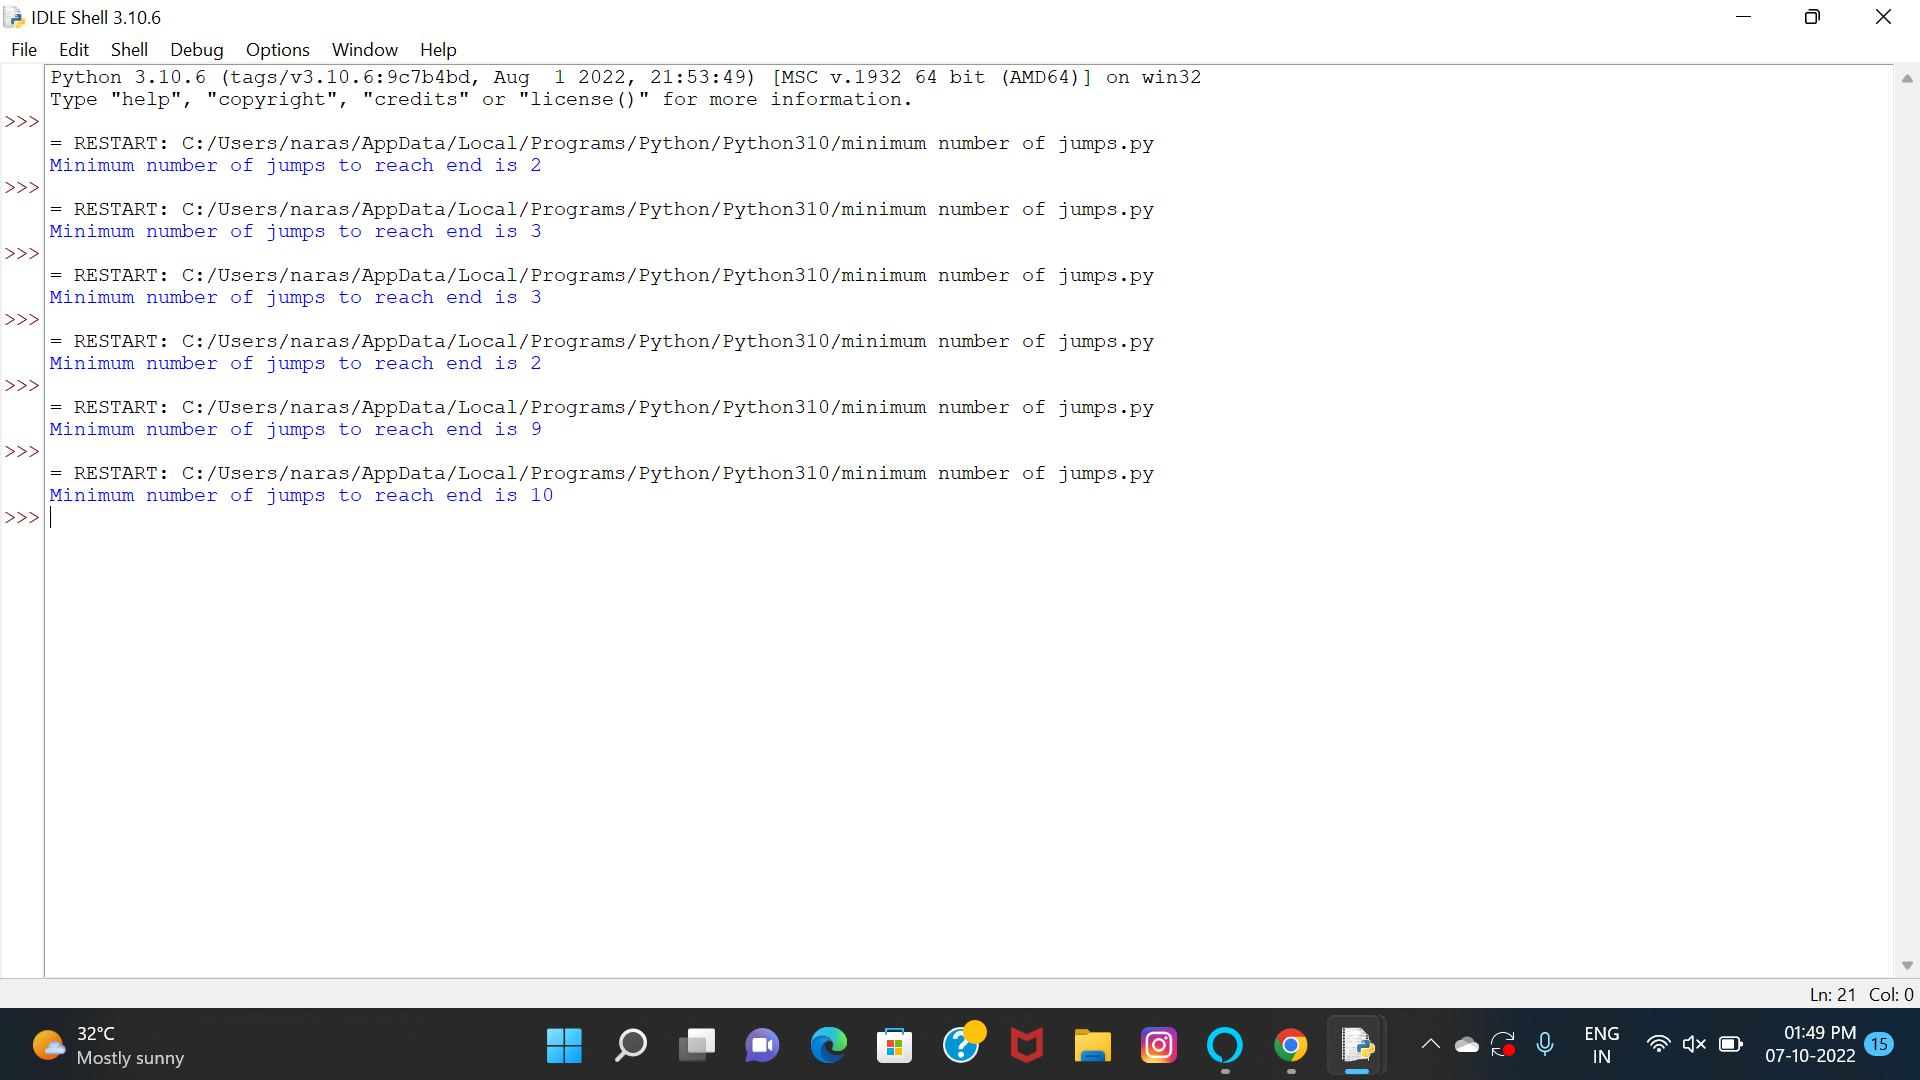 IDLE Shell 3.10.6
File Edit Shell Debug Options Window Help
Python 3.10.6 (tags/v3.10.6:9c7b4bd, Aug  1 2022, 21:53:49) [MSC v.1932 64 bit (AMD64)] on win32
Type "help", "copyright", "credits" or "license()" for more information.
>>>
= RESTART: C:/Users/naras/AppData/Local/Programs/Python/Python310/minimum number of jumps.py
Minimum number of jumps to reach end is 2
>>>
= RESTART: C:/Users/naras/AppData/Local/Programs/Python/Python310/minimum number of jumps.py
Minimum number of jumps to reach end is 3
>>>
= RESTART: C:/Users/naras/AppData/Local/Programs/Python/Python310/minimum number of jumps.py
Minimum number of jumps to reach end is 3
>>>
= RESTART: C:/Users/naras/AppData/Local/Programs/Python/Python310/minimum number of jumps.py
Minimum number of jumps to reach end is 2
>>>
= RESTART: C:/Users/naras/AppData/Local/Programs/Python/Python310/minimum number of jumps.py
Minimum number of jumps to reach end is 9
>>>
= RESTART: C:/Users/naras/AppData/Local/Programs/Python/Python310/minimum number of jumps.py
Minimum number of jumps to reach end is 10
>>>
Ln: 21 Col: 0
32°C
Mostly sunny
ENG
IN
01:49 PM
07-10-2022
15